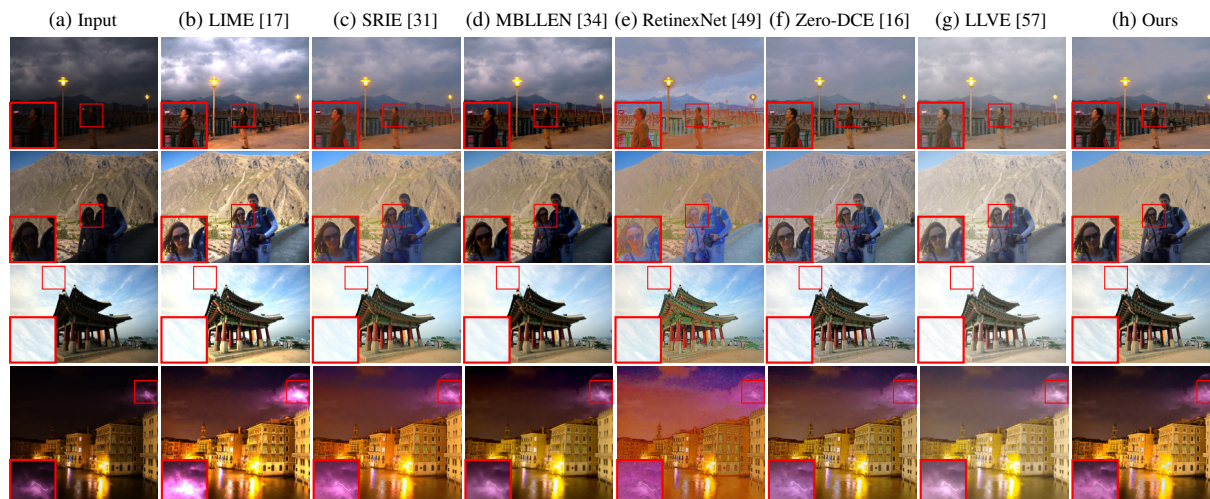 (a) Input (b) LIME [17] (c) SRIE [31] (d) MBLLEN [34] (e) RetinexNet [49] (f) Zero-DCE [16] (g) LLVE [57] (h) Ours